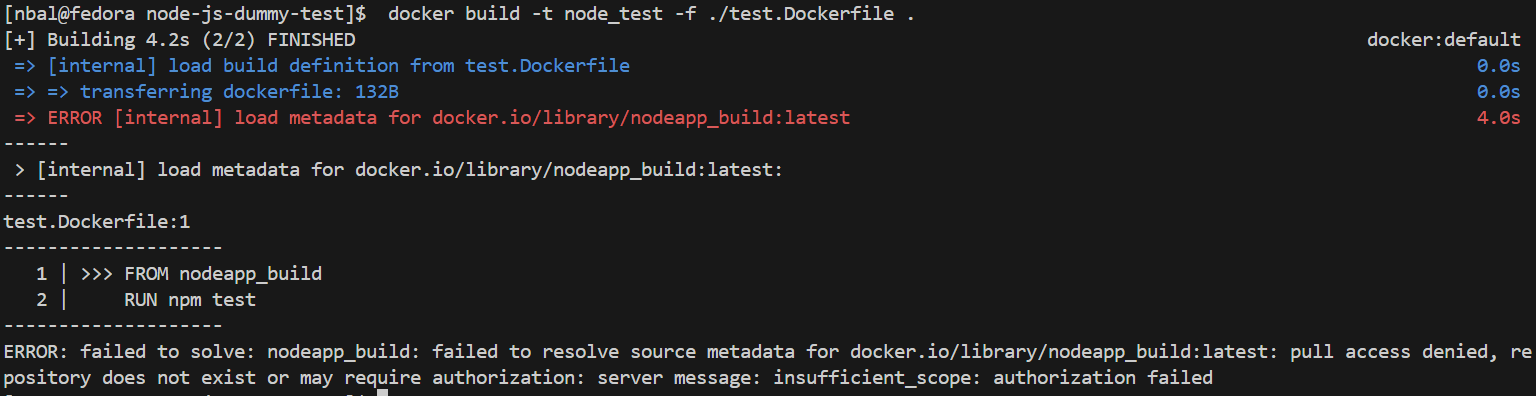 [nbal@fedora node-js-dummy-test]$  docker build -t node_test -f ./test.Dockerfile .
[+] Building 4.2s (2/2) FINISHED docker:default
=> [internal] load build definition from test.Dockerfile 0.0s
=> => transferring dockerfile: 132B 0.0s
=> ERROR [internal] load metadata for docker.io/library/nodeapp_build:latest 4.0s
------
> [internal] load metadata for docker.io/library/nodeapp_build:latest:
------
test.Dockerfile:1
--------------------
1 | >>> FROM nodeapp_build
2 |     RUN npm test
--------------------
ERROR: failed to solve: nodeapp_build: failed to resolve source metadata for docker.io/library/nodeapp_build:latest: pull access denied, re
pository does not exist or may require authorization: server message: insufficient_scope: authorization failed